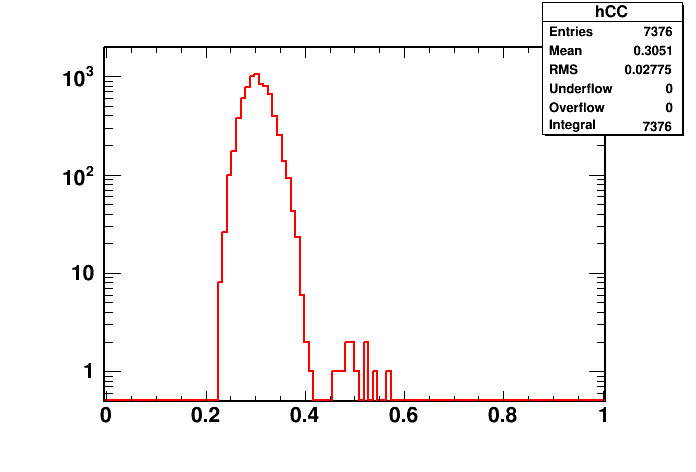 hCC
Entries 7376
Mean 0.3051
RMS 0.02775
Underflow 0
Overflow 0
Integral 7376
10³
10²
10
1
0 0.2 0.4 0.6 0.8 1